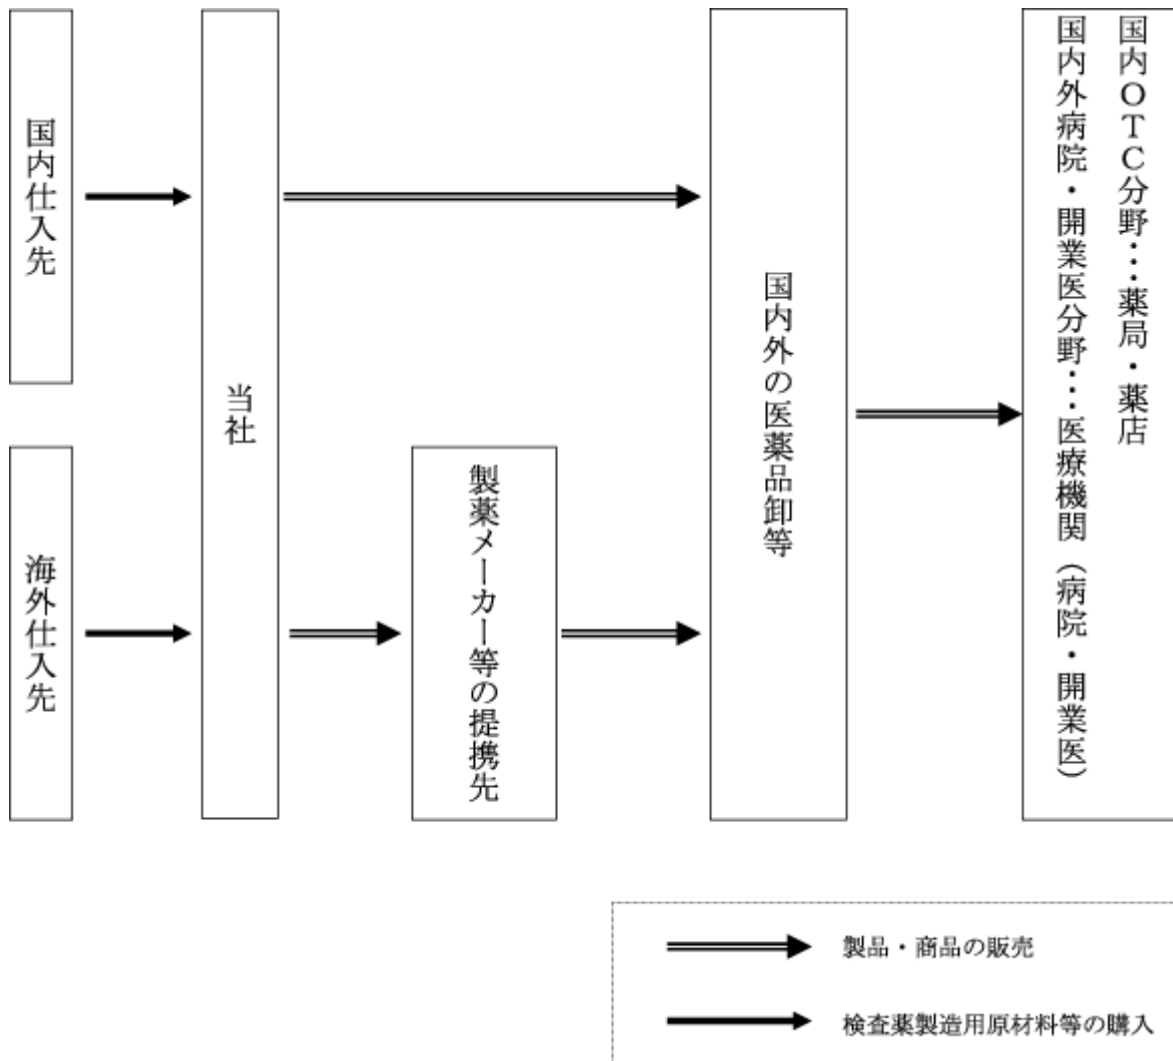 国内仕入先
海外仕入先
当社
製薬メーカー等の提携先
国内外の医薬品卸等
国内OTC分野…薬局・薬店
国内外病院・開業医分野…医療機関（病院・開業医）
製品・商品の販売
検査薬製造用原材料等の購入